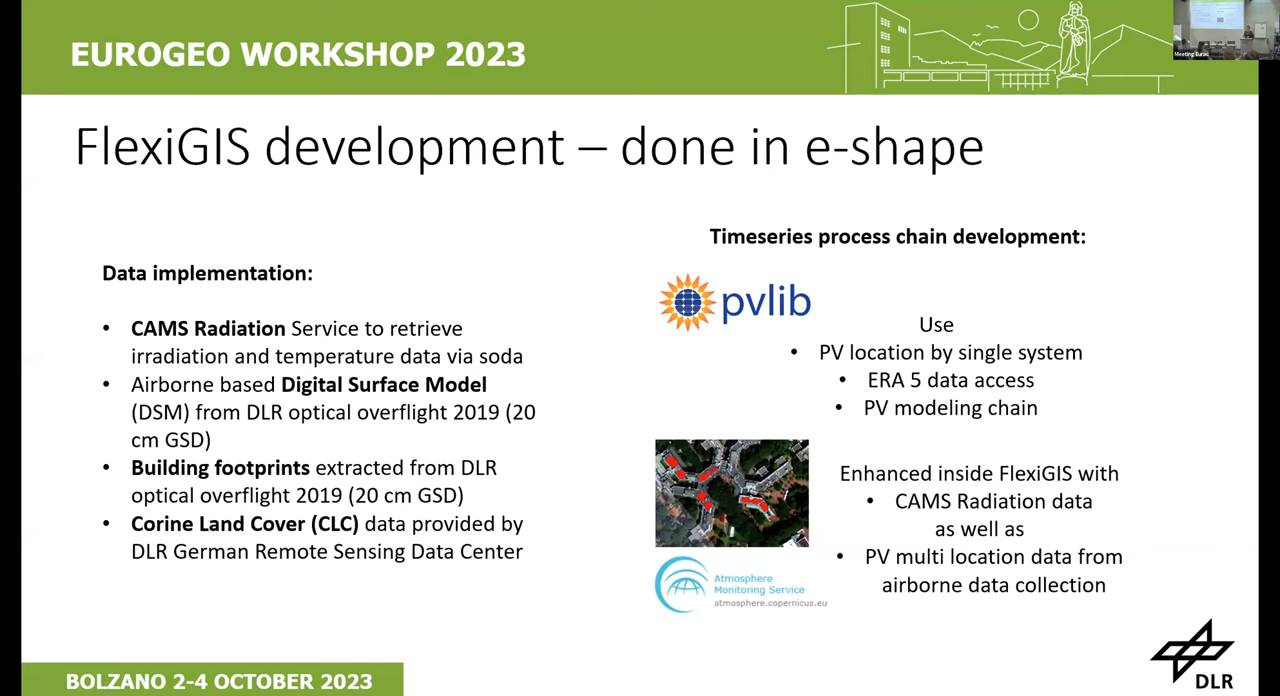 EUROGEO WORKSHOP 2023
Meeting Eurac
FlexiGIS development – done in e-shape
Data implementation:
• CAMS Radiation Service to retrieve
irradiation and temperature data via soda
• Airborne based Digital Surface Model
(DSM) from DLR optical overflight 2019 (20
cm GSD)
• Building footprints extracted from DLR
optical overflight 2019 (20 cm GSD)
• Corine Land Cover (CLC) data provided by
DLR German Remote Sensing Data Center
Timeseries process chain development:
pvlib
Use
• PV location by single system
• ERA 5 data access
• PV modeling chain
Enhanced inside FlexiGIS with
• CAMS Radiation data
as well as
• PV multi location data from
airborne data collection
Atmosphere
Monitoring Service
atmosphere.copernicus.eu
BOLZANO 2-4 OCTOBER 2023
DLR